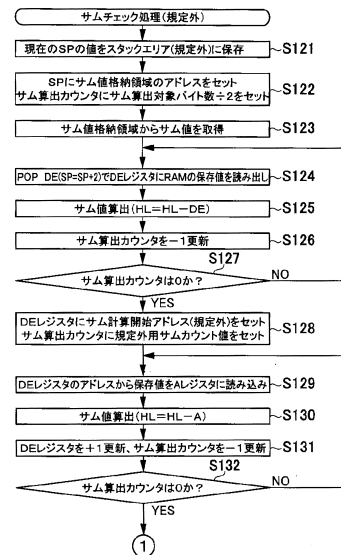 サムチェック処理(規定外)
現在のSPの値をスタックエリア(規定外)に保存
S121
SPにサム値格納領域のアドレスをセット
サム算出カウンタにサム算出対象バイト数÷2をセット
S122
サム値格納領域からサム値を取得
S123
POP DE(SP=SP+2)でDEレジスタにRAMの保存値を読み出し
S124
サム値算出(HL=HL-DE)
S125
サム算出カウンタを-1更新
S126
S127
サム算出カウンタは0か?
NO
YES
DEレジスタにサム計算開始アドレス(規定外)をセット
サム算出カウンタに規定外用サムカウント値をセット
S128
DEレジスタのアドレスから保存値をAレジスタに読み込み
S129
サム値算出(HL=HL-A)
S130
DEレジスタを+1更新、サム算出カウンタを-1更新
S131
S132
サム算出カウンタは0か?
NO
YES
1